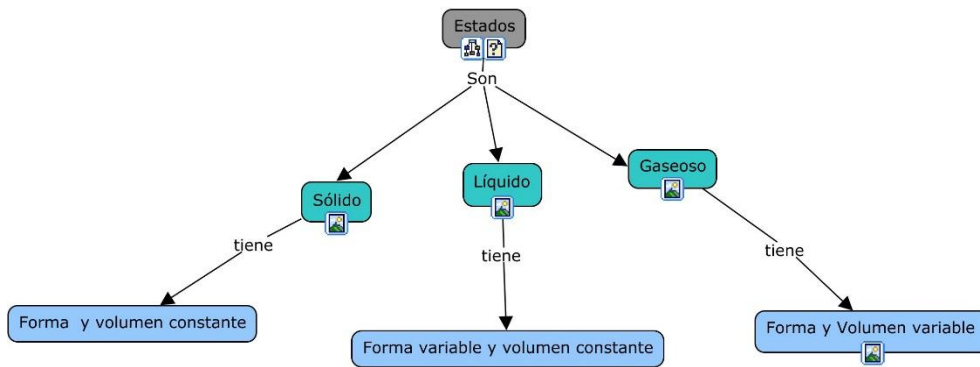 Estados
Son
Sólido
Líquido
Gaseoso
tiene
tiene
tiene
Forma y volumen constante
Forma variable y volumen constante
Forma y Volumen variable